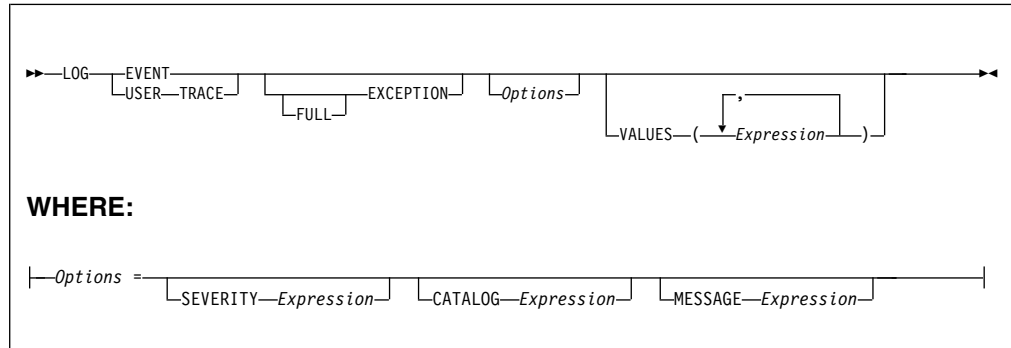 LOG EVENT
USER TRACE FULL EXCEPTION Options VALUES ( , Expression )
WHERE:
Options = SEVERITY Expression CATALOG Expression MESSAGE Expression